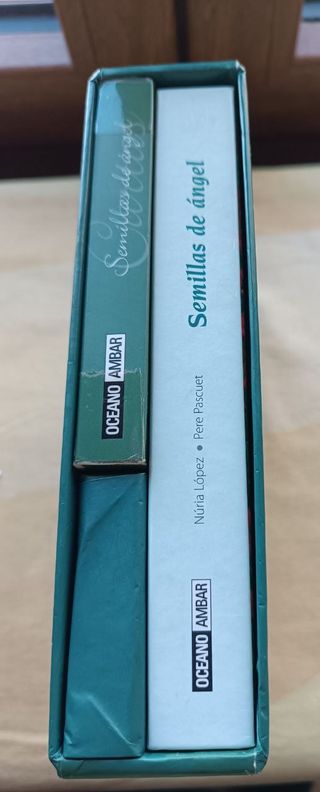 Semillas de ángel
OCEANO AMBAR
Semillas de ángel
Núria López • Pere Pascuet
OCEANO AMBAR